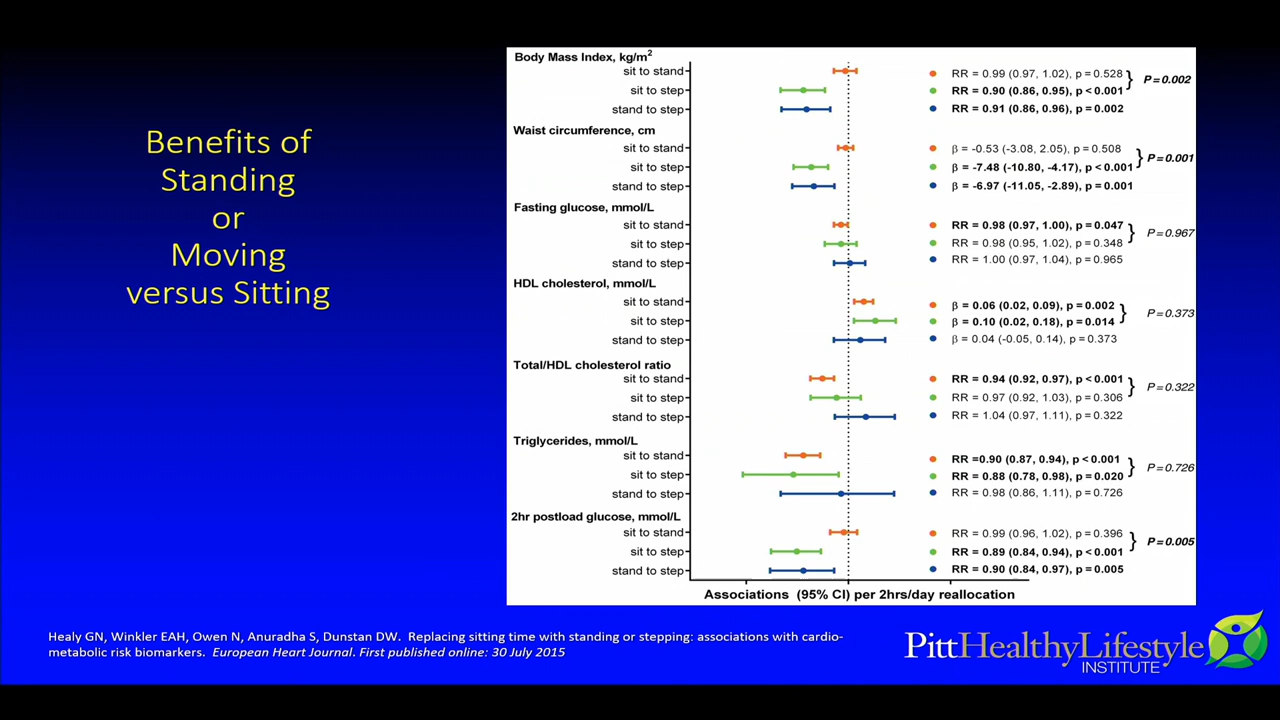 Benefits of
Standing
or
Moving
versus Sitting
Body Mass Index, kg/m²
sit to stand RR = 0.99 (0.97, 1.02), p = 0.528
sit to step RR = 0.90 (0.86, 0.95), p < 0.001 } P = 0.002
stand to step RR = 0.91 (0.86, 0.96), p = 0.002
Waist circumference, cm
sit to stand β = -0.53 (-3.08, 2.05), p = 0.508
sit to step β = -7.48 (-10.80, -4.17), p < 0.001 } P = 0.001
stand to step β = -6.97 (-11.05, -2.89), p = 0.001
Fasting glucose, mmol/L
sit to stand RR = 0.98 (0.97, 1.00), p = 0.047
sit to step RR = 0.98 (0.95, 1.02), p = 0.348 } P = 0.967
stand to step RR = 1.00 (0.97, 1.04), p = 0.965
HDL cholesterol, mmol/L
sit to stand β = 0.06 (0.02, 0.09), p = 0.002
sit to step β = 0.10 (0.02, 0.18), p = 0.014 } P = 0.373
stand to step β = 0.04 (-0.05, 0.14), p = 0.373
Total/HDL cholesterol ratio
sit to stand RR = 0.94 (0.92, 0.97), p < 0.001
sit to step RR = 0.97 (0.92, 1.03), p = 0.306 } P = 0.322
stand to step RR = 1.04 (0.97, 1.11), p = 0.322
Triglycerides, mmol/L
sit to stand RR =0.90 (0.87, 0.94), p < 0.001
sit to step RR = 0.88 (0.78, 0.98), p = 0.020 } P = 0.726
stand to step RR = 0.98 (0.86, 1.11), p = 0.726
2hr postload glucose, mmol/L
sit to stand RR = 0.99 (0.96, 1.02), p = 0.396
sit to step RR = 0.89 (0.84, 0.94), p < 0.001 } P = 0.005
stand to step RR = 0.90 (0.84, 0.97), p = 0.005
Associations (95% CI) per 2hrs/day reallocation
Healy GN, Winkler EAH, Owen N, Anuradha S, Dunstan DW. Replacing sitting time with standing or stepping: associations with cardio-
metabolic risk biomarkers. European Heart Journal. First published online: 30 July 2015
PittHealthyLifestyle
INSTITUTE